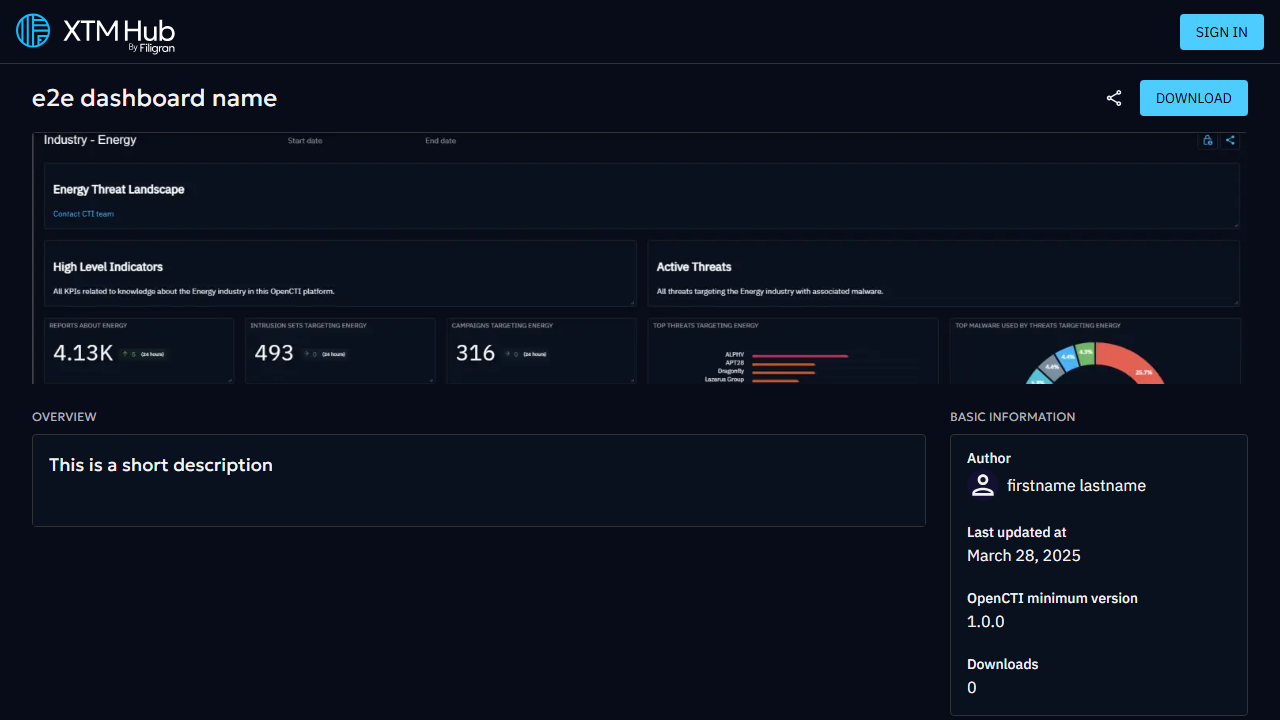 XTM Hub
By Filigran
SIGN IN
e2e dashboard name
DOWNLOAD
Industry - Energy
Start date
End date
Energy Threat Landscape
Contact CTI team
High Level Indicators
All KPIs related to knowledge about the Energy industry in this OpenCTI platform.
Active Threats
All threats targeting the Energy industry with associated malware.
REPORTS ABOUT ENERGY
4.13K
5 (24 hours)
INTRUSION SETS TARGETING ENERGY
493
0 (24 hours)
CAMPAIGNS TARGETING ENERGY
316
0 (24 hours)
TOP THREATS TARGETING ENERGY
ALPHV
APT28
Dragonfly
Lazarus Group
TOP MALWARE USED BY THREATS TARGETING ENERGY
4.3%
4.4%
4.4%
25.7%
OVERVIEW
This is a short description
BASIC INFORMATION
Author
firstname lastname
Last updated at
March 28, 2025
OpenCTI minimum version
1.0.0
Downloads
0